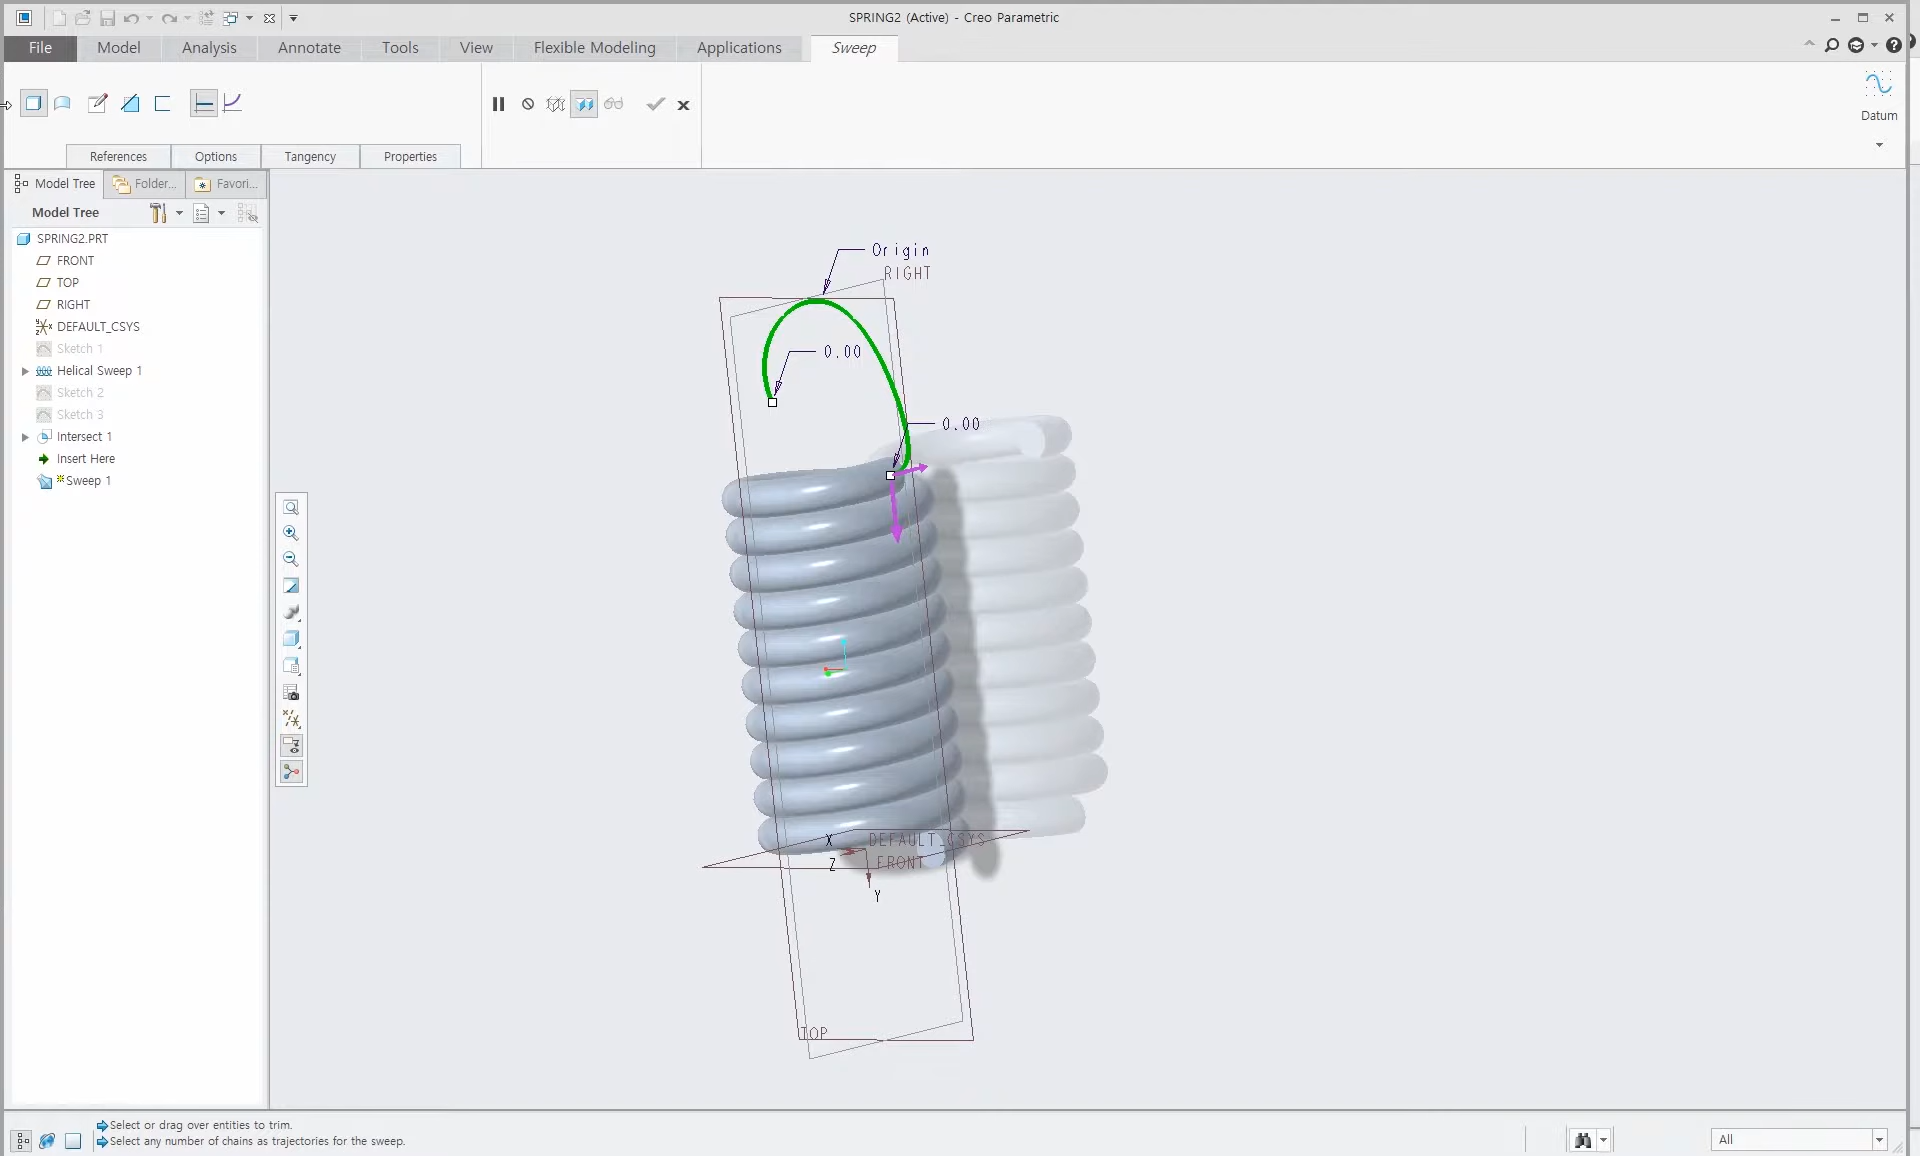 SPRING2 (Active) - Creo Parametric
File Model Analysis Annotate Tools View Flexible Modeling Applications Sweep
Datum
References Options Tangency Properties
Model Tree Folder... Favori...
Model Tree
SPRING2.PRT
FRONT
TOP
RIGHT
DEFAULT_CSYS
Sketch 1
Helical Sweep 1
Sketch 2
Sketch 3
Intersect 1
Insert Here
Sweep 1
Origin
RIGHT
0.00
0.00
X
DEFAULT_CSYS
Z
FRONT
Y
TOP
Select or drag over entities to trim.
Select any number of chains as trajectories for the sweep.
All